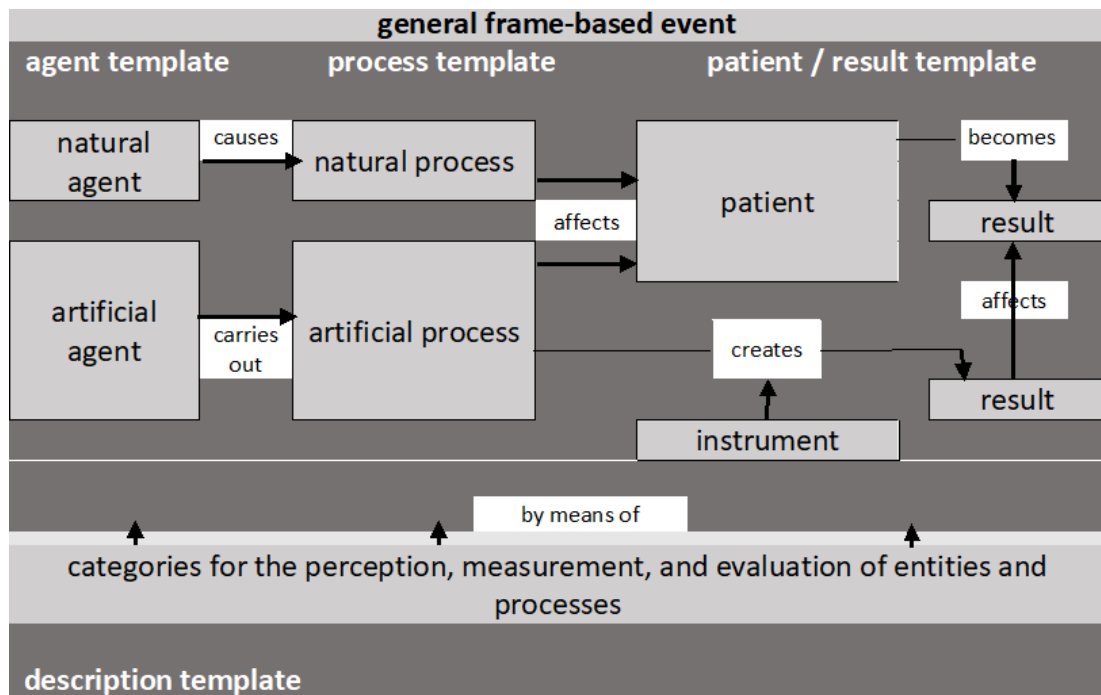 general frame-based event
agent template
process template
patient / result template
natural
agent
causes
natural process
affects
patient
becomes
result
artificial
agent
carries
out
artificial process
creates
affects
result
instrument
by means of
categories for the perception, measurement, and evaluation of entities and
processes
description template